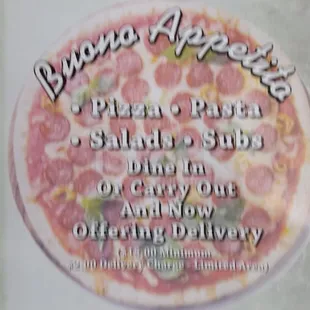 Buona Appetito
• Pizza • Pasta
• Salads • Subs
Dine In
Or Carry Out
And Now
Offering Delivery
Minimum
Delivery Charge - Limited Area)